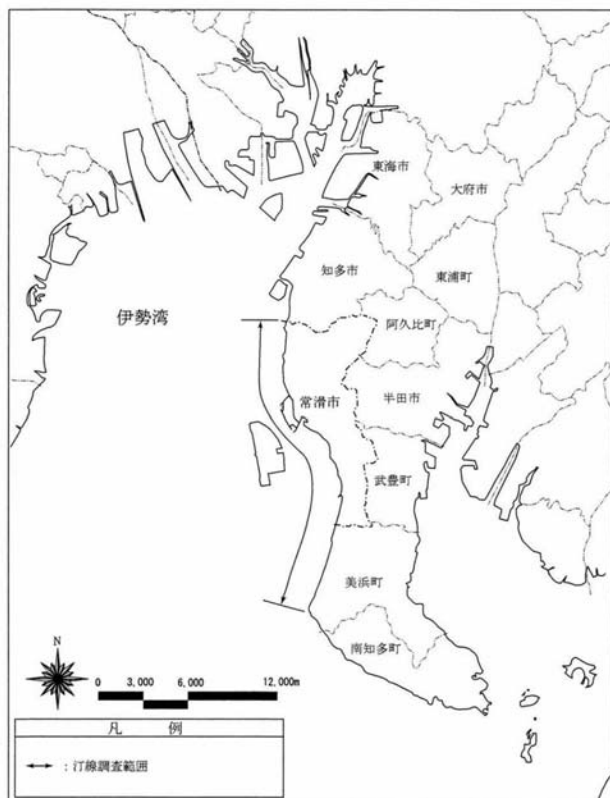 東海市
大府市
知多市
東浦町
伊勢湾
阿久比町
常滑市
半田市
武豊町
美浜町
南知多町
N
0 3,000 6,000 12,000m
凡 例
：汀線調査範囲